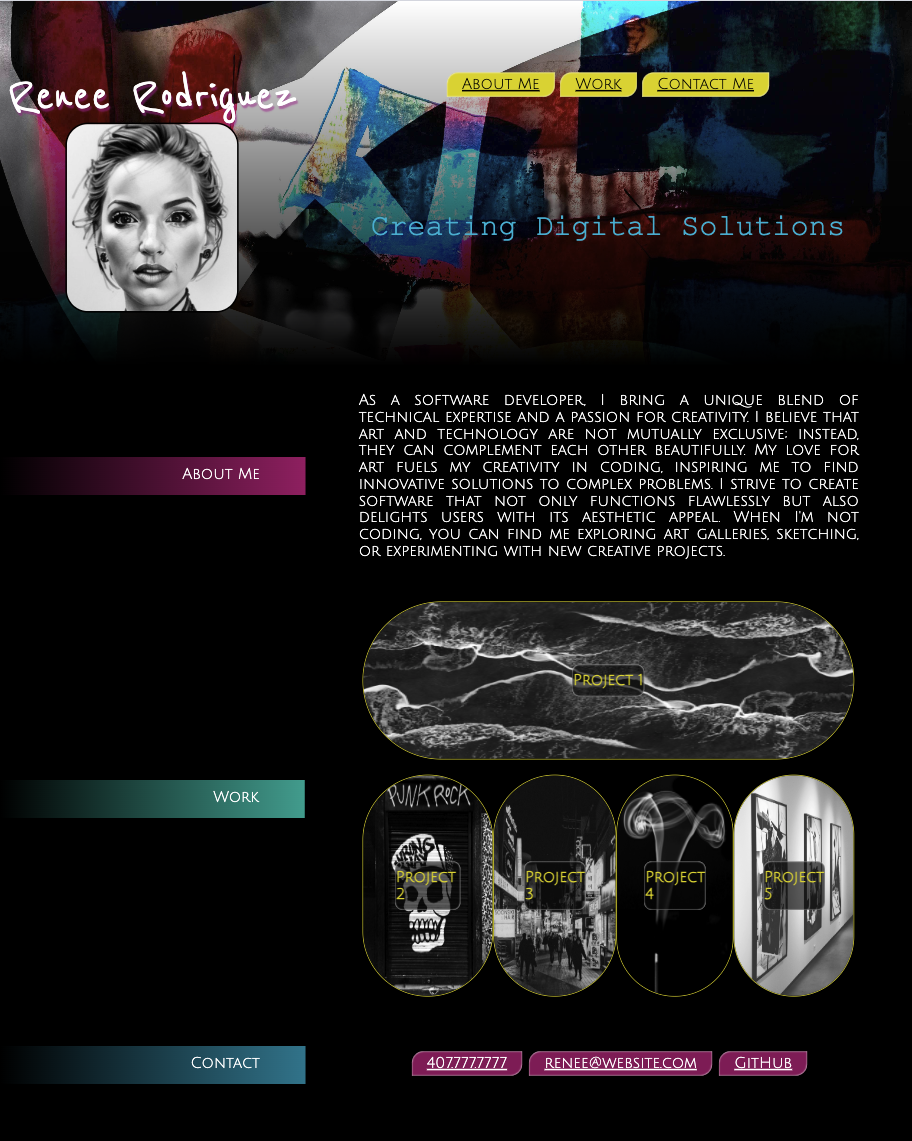 Renee Rodriguez
About Me
Work
Contact Me
Creating Digital Solutions
About Me
As a software developer, I bring a unique blend of
technical expertise and a passion for creativity. I believe that
art and technology are not mutually exclusive; instead,
they can complement each other beautifully. My love for
art fuels my creativity in coding, inspiring me to find
innovative solutions to complex problems. I strive to create
software that not only functions flawlessly but also
delights users with its aesthetic appeal. When I'm not
coding, you can find me exploring art galleries, sketching,
or experimenting with new creative projects.
Work
Project 1
PUNK ROCK
Project
2
Project
3
Project
4
Project
5
Contact
4077777777
renee@website.com
GitHub